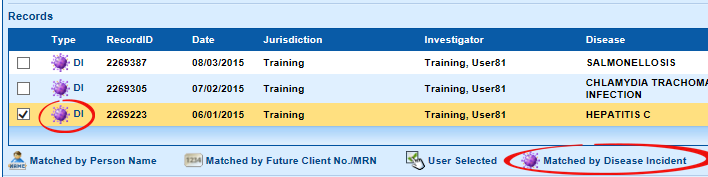 Records
Type RecordID Date Jurisdiction Investigator Disease
DI 2269387 08/03/2015 Training Training, User81 SALMONELLOSIS
DI 2269305 07/02/2015 Training Training, User81 CHLAMYDIA TRACHOMA
INFECTION
DI 2269223 06/01/2015 Training Training, User81 HEPATITIS C
NAME Matched by Person Name 1234 Matched by Future Client No./MRN User Selected Matched by Disease Incident